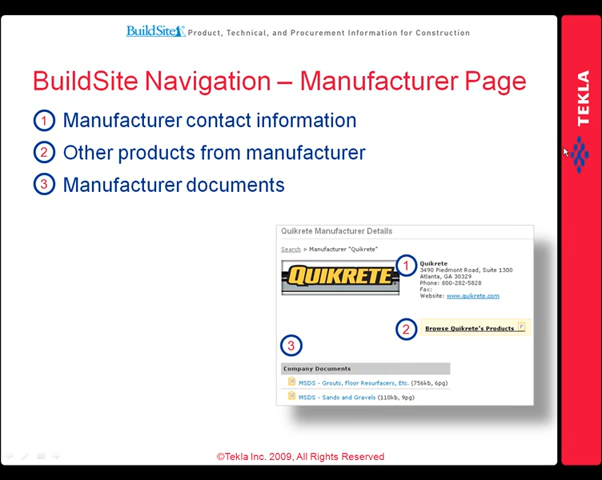 BuildSite Product, Technical, and Procurement Information for Construction
BuildSite Navigation – Manufacturer Page
1 Manufacturer contact information
2 Other products from manufacturer
3 Manufacturer documents
TEKLA
Quikrete Manufacturer Details
Search > Manufacturer "Quikrete"
QUIKRETE
1
Quikrete
3490 Piedmont Road, Suite 1300
Atlanta, GA 30329
Phone: 800-282-5828
Fax:
Website: www.quikrete.com
2 Browse Quikrete's Products
3
Company Documents
MSDS - Grouts, Floor Resurfacers, Etc. (756kb, 6pg)
MSDS - Sands and Gravels (110kb, 9pg)
©Tekla Inc. 2009, All Rights Reserved